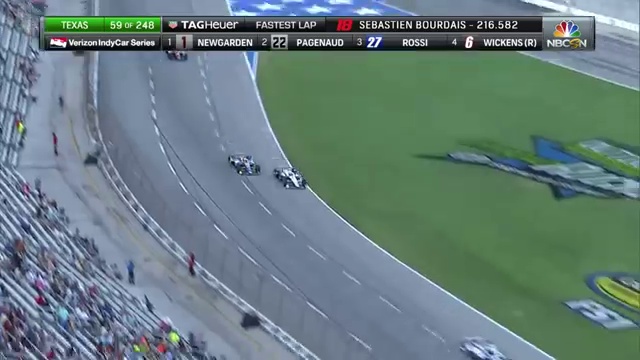 TEXAS 59 OF 248 TAGHEUER FASTEST LAP 18 SEBASTIEN BOURDAIS - 216.582
Verizon IndyCar Series 1 1 NEWGARDEN 2 22 PAGENAUD 3 27 ROSSI 4 6 WICKENS (R) NBCSN